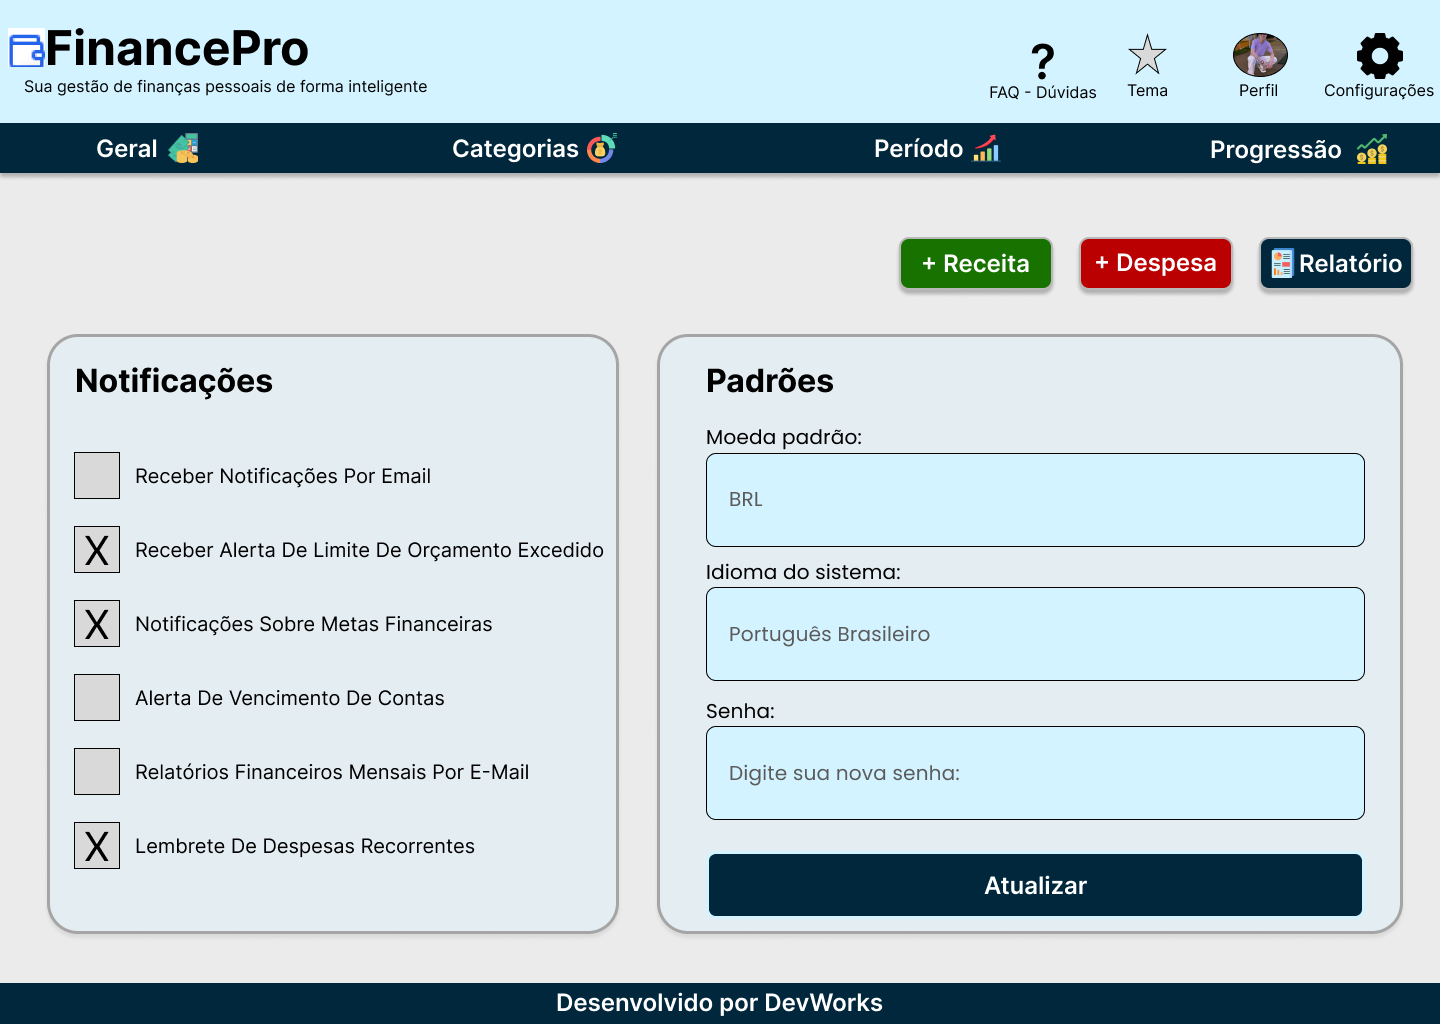 FinancePro
Sua gestão de finanças pessoais de forma inteligente
?
FAQ - Dúvidas
Tema
Perfil
Configurações
Geral
Categorias
Período
Progressão
+ Receita
+ Despesa
Relatório
Notificações
Receber Notificações Por Email
X Receber Alerta De Limite De Orçamento Excedido
X Notificações Sobre Metas Financeiras
Alerta De Vencimento De Contas
Relatórios Financeiros Mensais Por E-Mail
X Lembrete De Despesas Recorrentes
Padrões
Moeda padrão:
BRL
Idioma do sistema:
Português Brasileiro
Senha:
Digite sua nova senha:
Atualizar
Desenvolvido por DevWorks